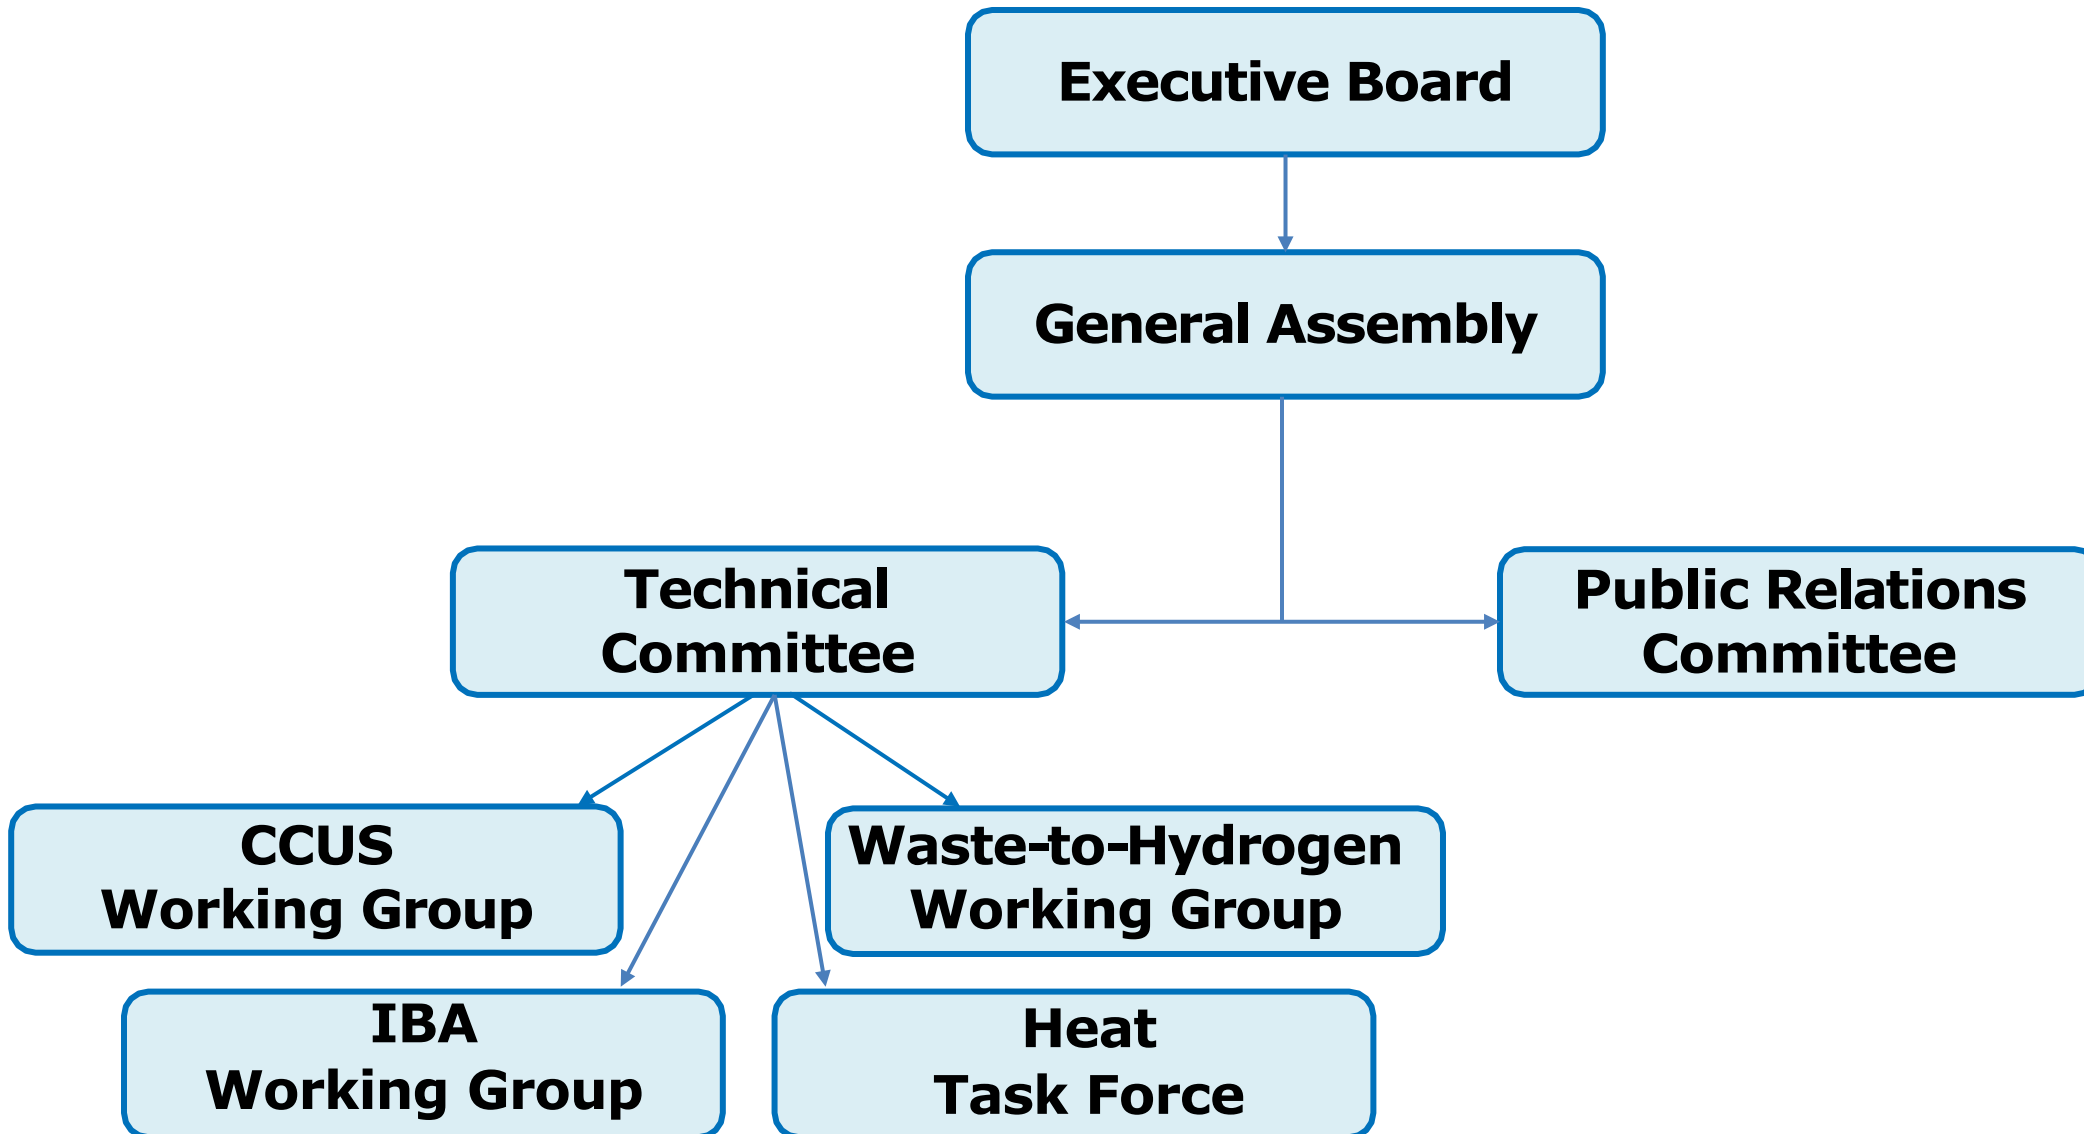 Executive Board
General Assembly
Technical
Committee
Public Relations
Committee
CCUS
Working Group
Waste-to-Hydrogen
Working Group
IBA
Working Group
Heat
Task Force